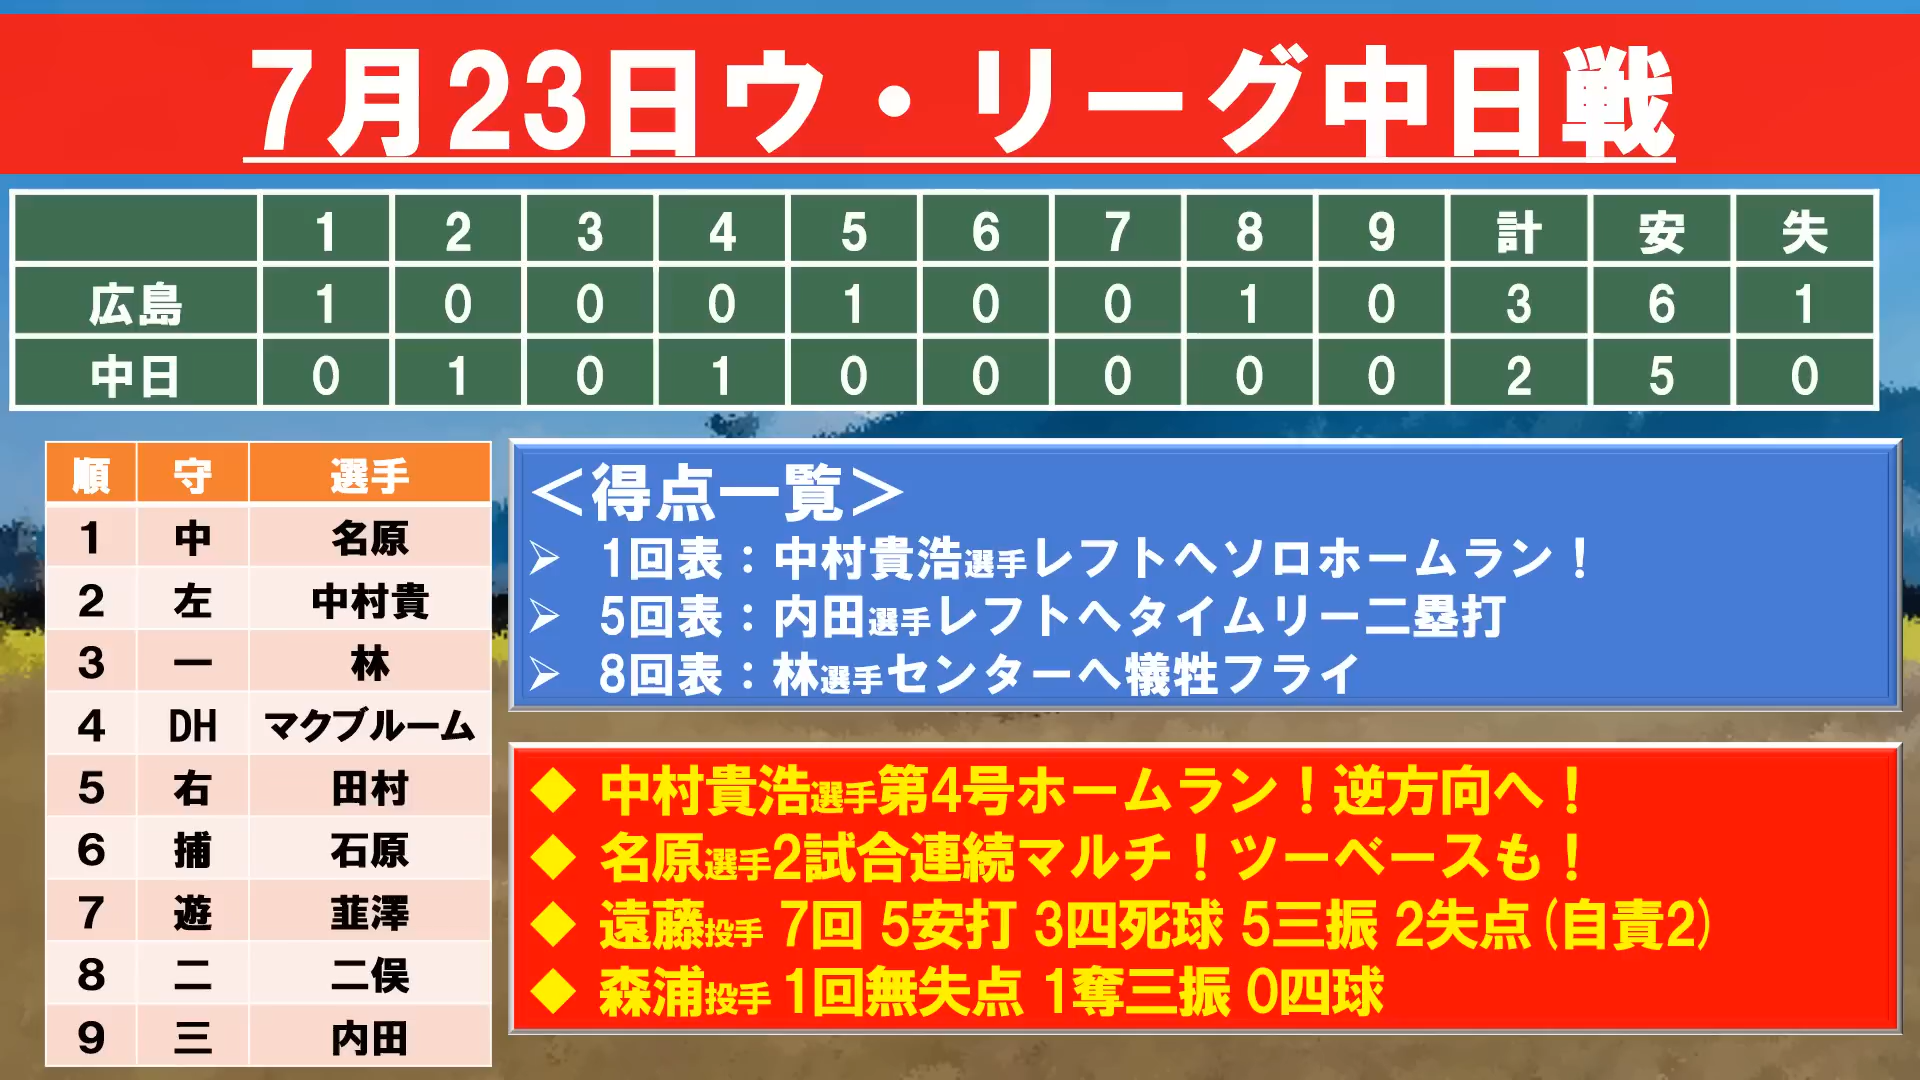 7月23日ウ・リーグ中日戦
1 2 3 4 5 6 7 8 9 計 安 失
広島 1 0 0 0 1 0 0 1 0 3 6 1
中日 0 1 0 1 0 0 0 0 0 2 5 0
順 守 選手
1 中 名原
2 左 中村貴
3 一 林
4 DH マクブルーム
5 右 田村
6 捕 石原
7 遊 韮澤
8 二 二俣
9 三 内田
＜得点一覧＞
➢ 1回表：中村貴浩選手レフトへソロホームラン！
➢ 5回表：内田選手レフトへタイムリー二塁打
➢ 8回表：林選手センターへ犠牲フライ
◆ 中村貴浩選手第4号ホームラン！逆方向へ！
◆ 名原選手2試合連続マルチ！ツーベースも！
◆ 遠藤投手 7回 5安打 3四死球 5三振 2失点(自責2)
◆ 森浦投手 1回無失点 1奪三振 0四球